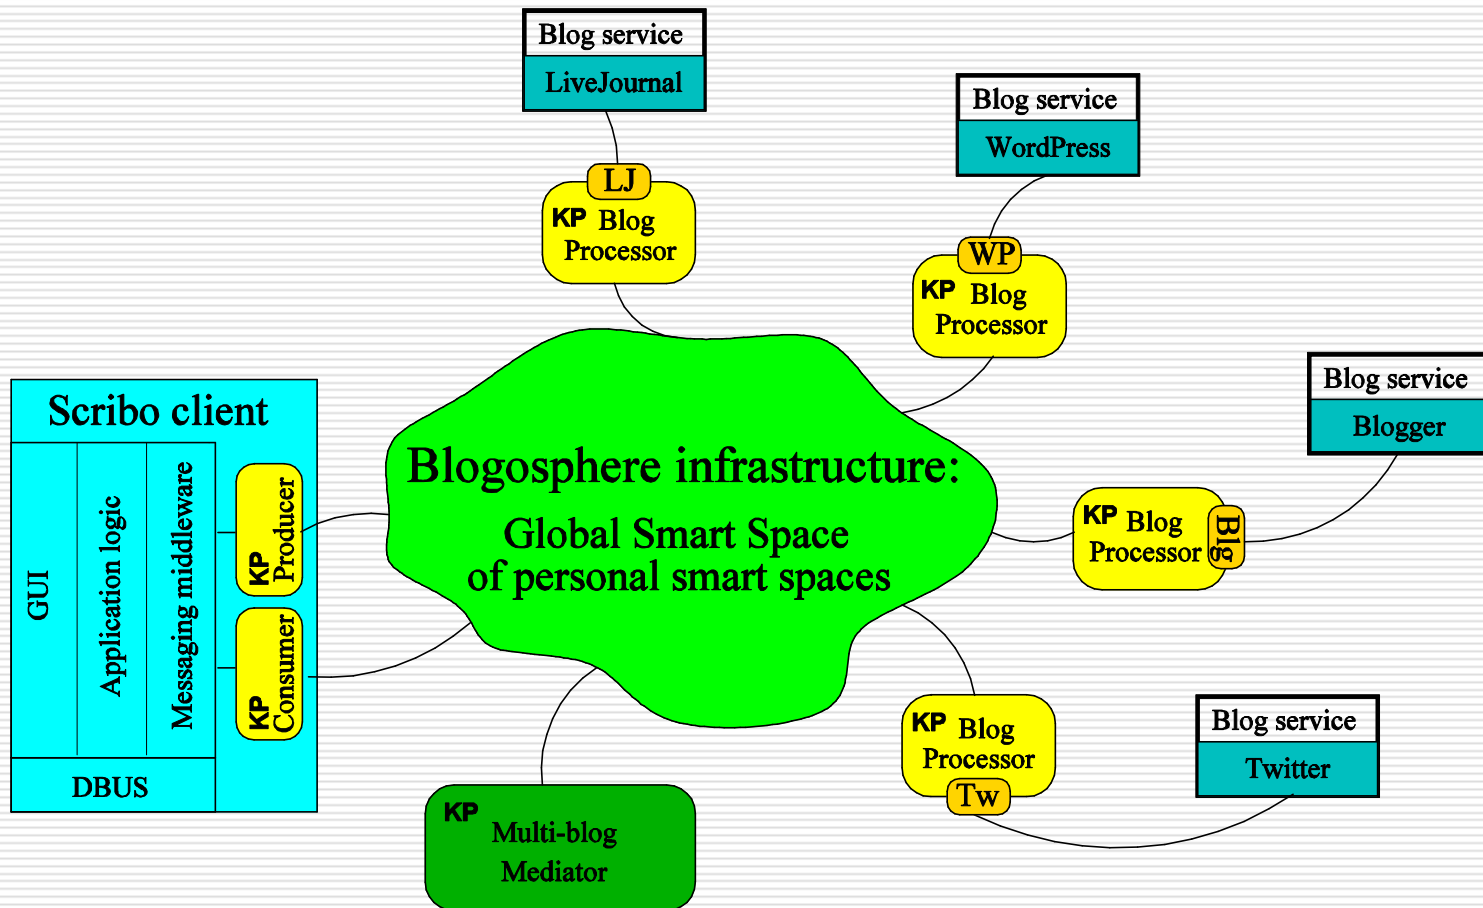 Blog service
LiveJournal
LJ
KP Blog
Processor
Blog service
WordPress
WP
KP Blog
Processor
Blog service
Blogger
KP Blog
Processor
Blg
Scribo client
GUI
Application logic
Messaging middleware
KP
Producer
KP
Consumer
DBUS
Blogosphere infrastructure:
Global Smart Space
of personal smart spaces
KP Blog
Processor
Tw
Blog service
Twitter
KP
Multi-blog
Mediator